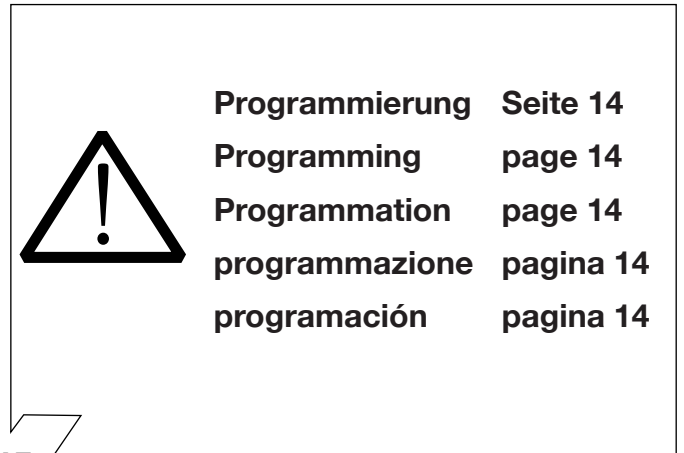 Programmierung Seite 14
Programming page 14
Programmation page 14
programmazione pagina 14
programación pagina 14